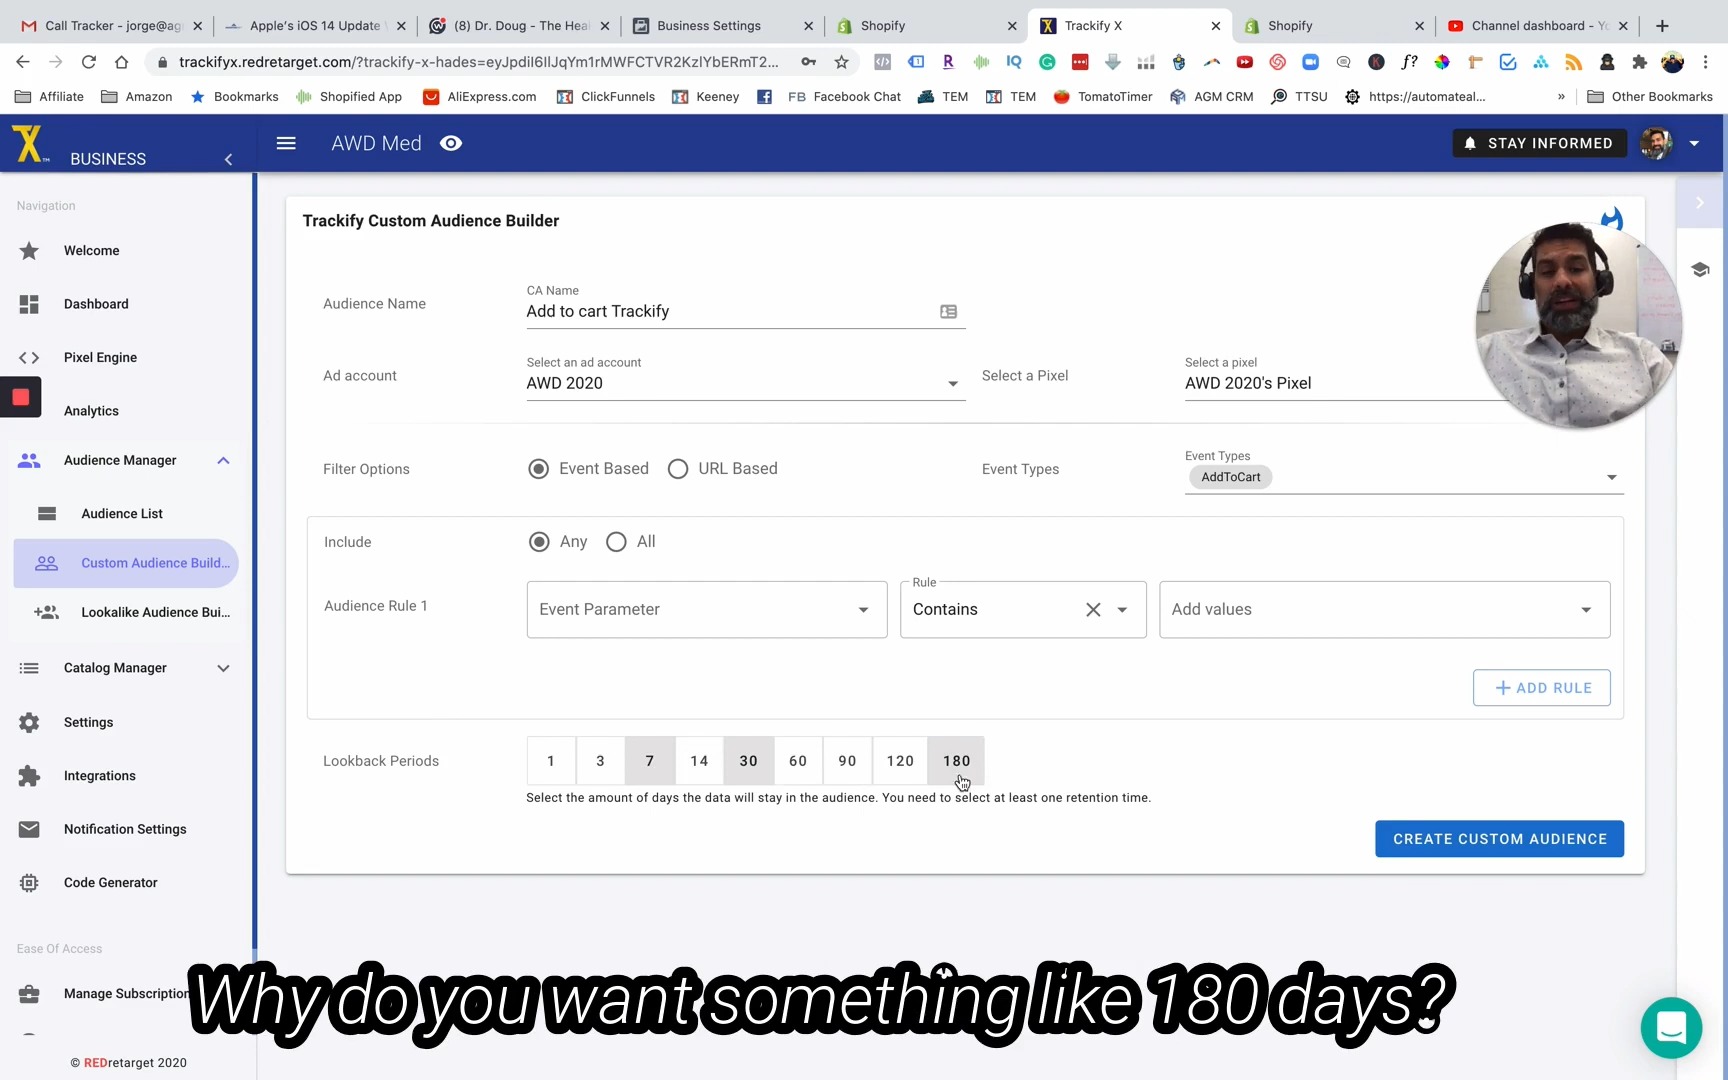 Call Tracker - jorge@ag
Apple's iOS 14 Update
(8) Dr. Doug - The Heal
Business Settings
Shopify
Trackify X
Shopify
Channel dashboard - Yo
trackifyx.redretarget.com/?trackify-x-hades=eyJpdiI6IlJqYm1rMWFCTVR2KzlYbERmT2...
Affiliate
Amazon
Bookmarks
Shopified App
AliExpress.com
ClickFunnels
Keeney
FB Facebook Chat
TEM
TEM
TomatoTimer
AGM CRM
TTSU
https://automateal...
»
Other Bookmarks
BUSINESS
AWD Med
STAY INFORMED
Navigation
Welcome
Dashboard
Pixel Engine
Analytics
Audience Manager
Audience List
Custom Audience Build...
Lookalike Audience Bui...
Catalog Manager
Settings
Integrations
Notification Settings
Code Generator
Ease Of Access
Manage Subscription
© REDretarget 2020
Trackify Custom Audience Builder
Audience Name
CA Name
Add to cart Trackify
Ad account
Select an ad account
AWD 2020
Select a Pixel
Select a pixel
AWD 2020's Pixel
Filter Options
Event Based
URL Based
Event Types
Event Types
AddToCart
Include
Any
All
Audience Rule 1
Event Parameter
Rule
Contains
Add values
+ ADD RULE
Lookback Periods
1 3 7 14 30 60 90 120 180
Select the amount of days the data will stay in the audience. You need to select at least one retention time.
CREATE CUSTOM AUDIENCE
Why do you want something like 180 days?